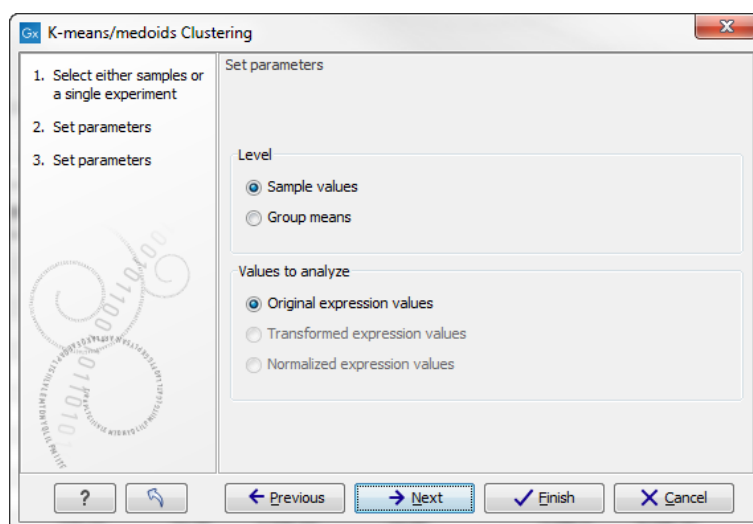 Gx K-means/medoids Clustering
1. Select either samples or
a single experiment
2. Set parameters
3. Set parameters
Set parameters
Level
Sample values
Group means
Values to analyze
Original expression values
Transformed expression values
Normalized expression values
? Previous Next Finish Cancel